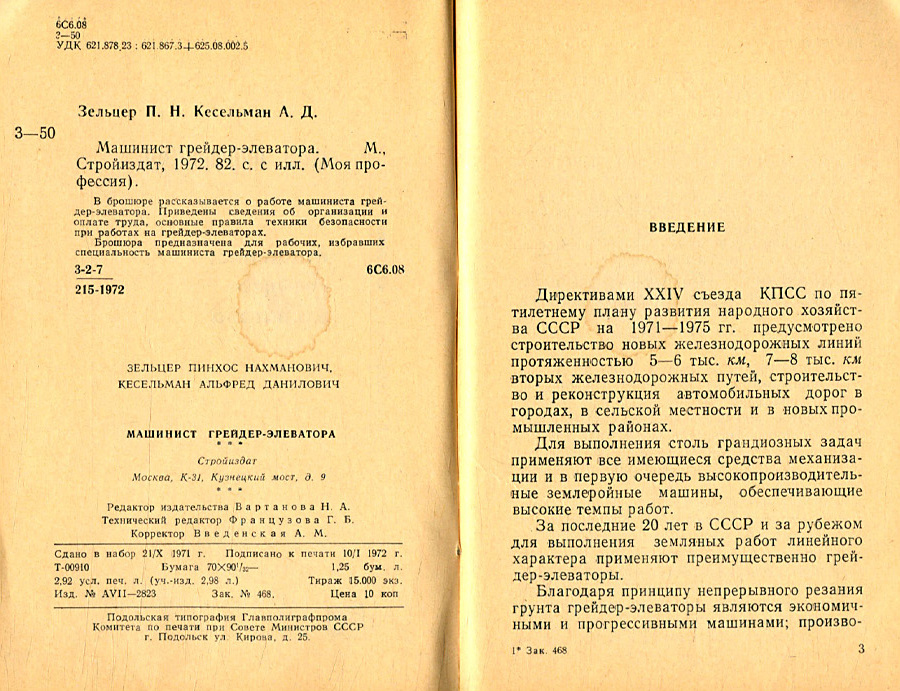 6С6.08
З—50
УДК 621.878.23 : 621.867.3+625.08.002.5
Зельцер П. Н. Кесельман А. Д.
З—50
Машинист грейдер-элеватора. М.,
Стройиздат, 1972. 82. с. с илл. (Моя про-
фессия).
В брошюре рассказывается о работе машиниста грей-
дер-элеватора. Приведены сведения об организации и
оплате труда, основные правила техники безопасности
при работах на грейдер-элеваторах.
Брошюра предназначена для рабочих, избравших
специальность машиниста грейдер-элеватора.
3-2-7 6С6.08
215-1972
ЗЕЛЬЦЕР ПИНХОС НАХМАНОВИЧ,
КЕСЕЛЬМАН АЛЬФРЕД ДАНИЛОВИЧ
МАШИНИСТ ГРЕЙДЕР-ЭЛЕВАТОРА
* * *
Стройиздат
Москва, К-31, Кузнецкий мост, д. 9
* * *
Редактор издательства Вартанова Н. А.
Технический редактор Французова Г. Б.
Корректор Введенская А. М.
Сдано в набор 21/X 1971 г. Подписано к печати 10/I 1972 г.
Т-00910 Бумага 70×90¹/₃₂— 1,25 бум. л.
2,92 усл. печ. л. (уч.-изд. 2,98 л.) Тираж 15.000 экз.
Изд. № AVII—2823 Зак. № 468. Цена 10 коп
Подольская типография Главполиграфпрома
Комитета по печати при Совете Министров СССР
г. Подольск ул. Кирова, д. 25.
ВВЕДЕНИЕ
Директивами XXIV съезда КПСС по пя-
тилетнему плану развития народного хозяйст-
ва СССР на 1971—1975 гг. предусмотрено
строительство новых железнодорожных линий
протяженностью 5—6 тыс. км, 7—8 тыс. км
вторых железнодорожных путей, строительст-
во и реконструкция автомобильных дорог в
городах, в сельской местности и в новых про-
мышленных районах.
Для выполнения столь грандиозных задач
применяют все имеющиеся средства механиза-
ции и в первую очередь высокопроизводитель-
ные землеройные машины, обеспечивающие
высокие темпы работ.
За последние 20 лет в СССР и за рубежом
для выполнения земляных работ линейного
характера применяют преимущественно грей-
дер-элеваторы.
Благодаря принципу непрерывного резания
грунта грейдер-элеваторы являются экономич-
ными и прогрессивными машинами; произво-
1* Зак. 468 3